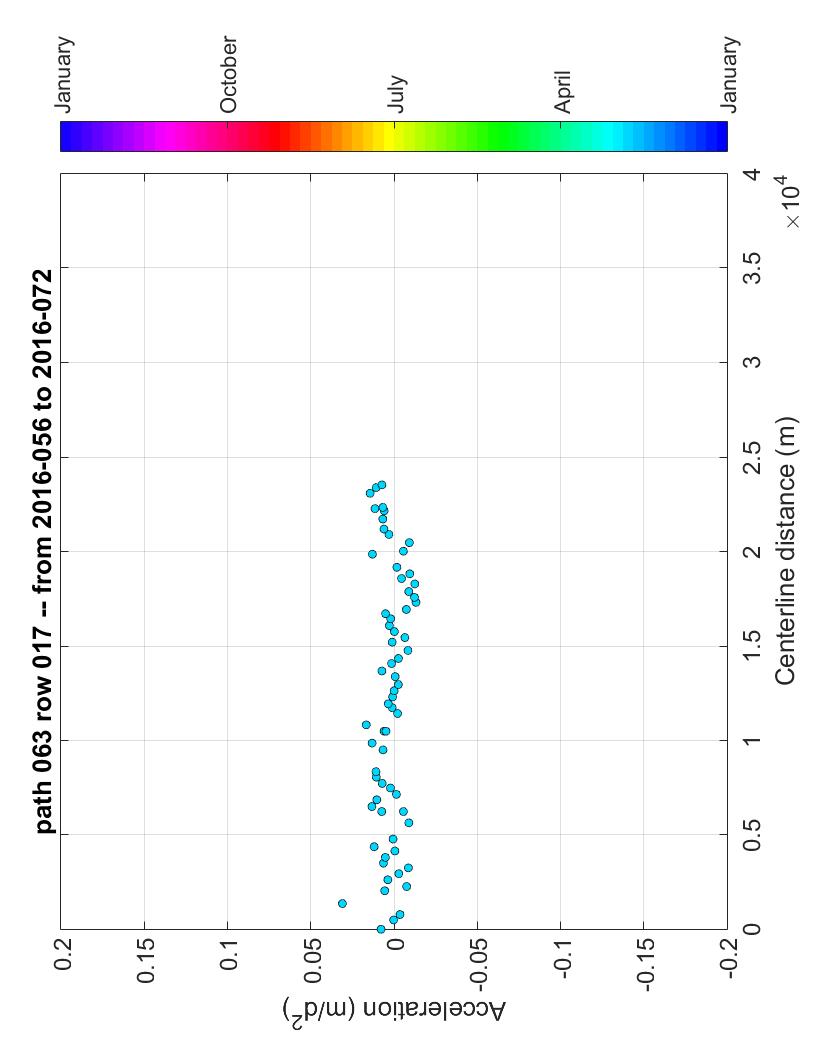 path 063 row 017 -- from 2016-056 to 2016-072
Acceleration (m/d²)
0.2
0.15
0.1
0.05
0
-0.05
-0.1
-0.15
-0.2
0
0.5
1
1.5
2
2.5
3
3.5
4
×10⁴
Centerline distance (m)
January
October
July
April
January